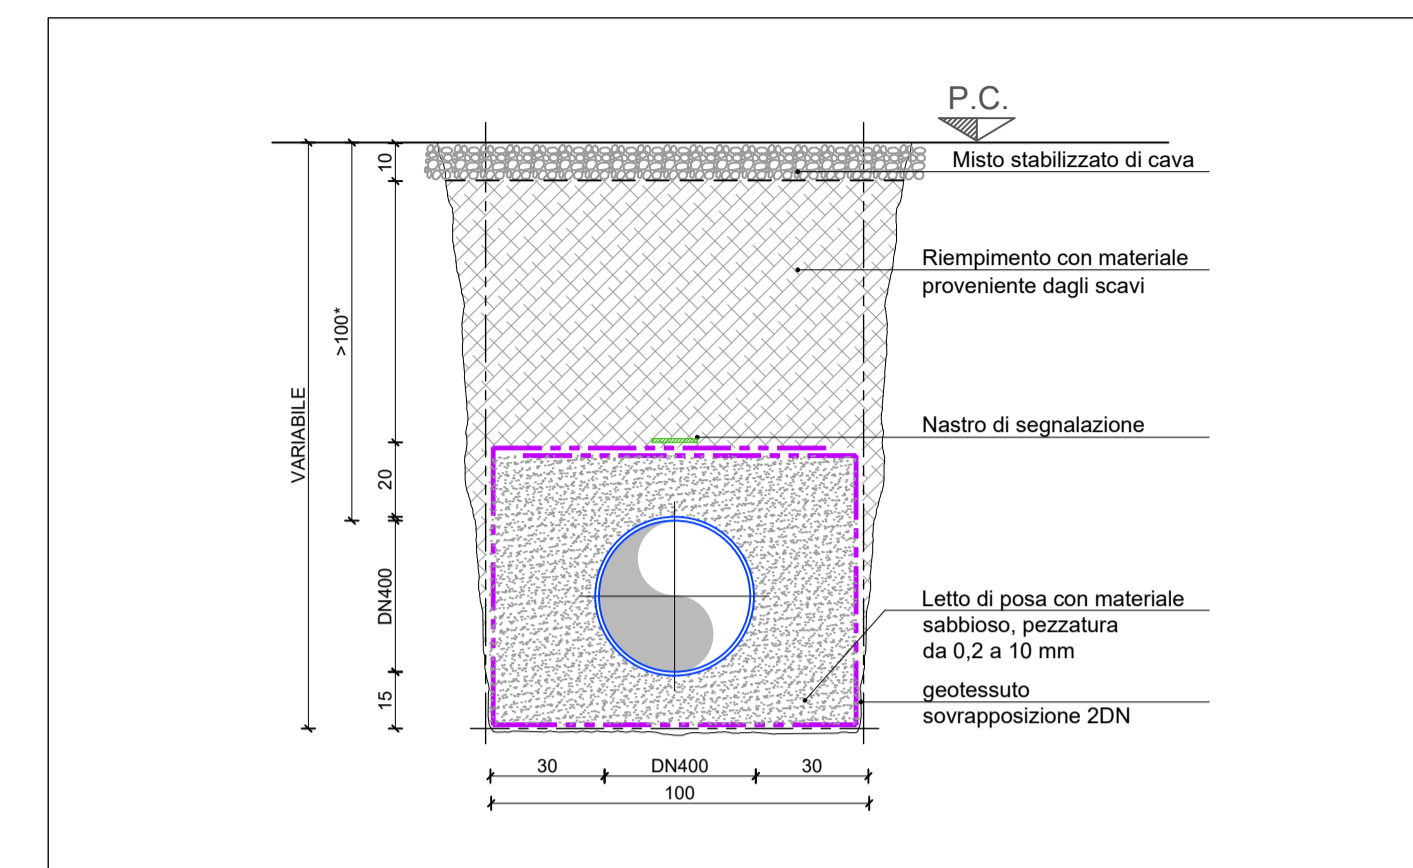 P.C.
Misto stabilizzato di cava
Riempimento con materiale
proveniente dagli scavi
Nastro di segnalazione
Letto di posa con materiale
sabbioso, pezzatura
da 0,2 a 10 mm
geotessuto
sovrapposizione 2DN
VARIABILE
>100*
10
20
DN400
15
30
DN400
30
100